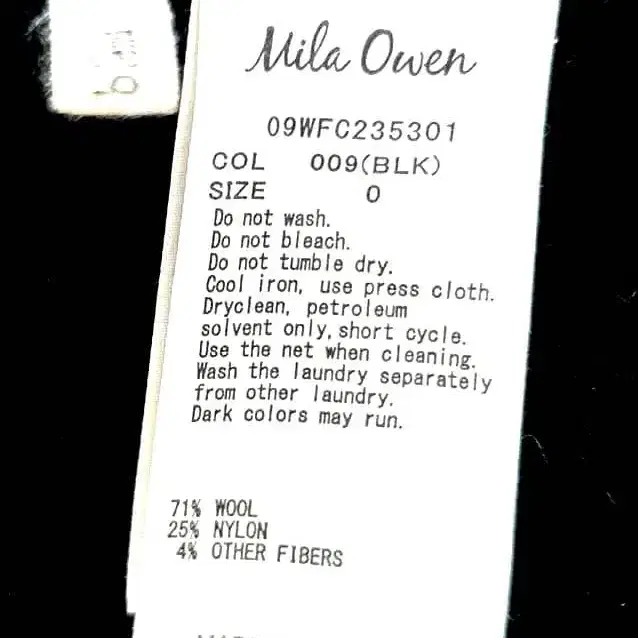 Mila Owen
09WFC235301
COL 009(BLK)
SIZE 0
Do not wash.
Do not bleach.
Do not tumble dry.
Cool iron, use press cloth.
Dryclean, petroleum
solvent only,short cycle.
Use the net when cleaning.
Wash the laundry separately
from other laundry.
Dark colors may run.
71% WOOL
25% NYLON
4% OTHER FIBERS